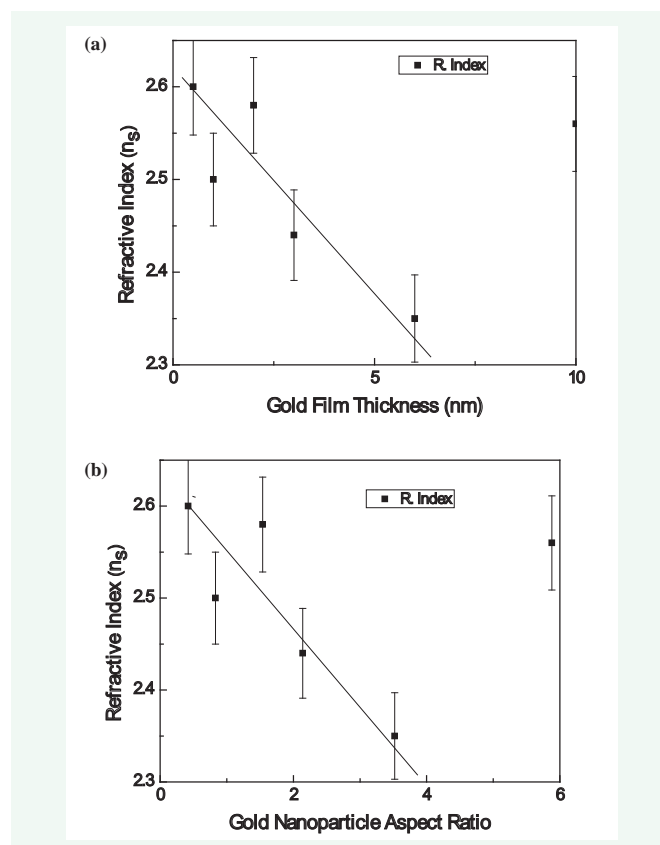 (a)
R. Index
2.6
2.5
2.4
2.3
Refractive Index (nS)
0
5
10
Gold Film Thickness (nm)
(b)
R. Index
2.6
2.5
2.4
2.3
Refractive Index (nS)
0
2
4
6
Gold Nanoparticle Aspect Ratio